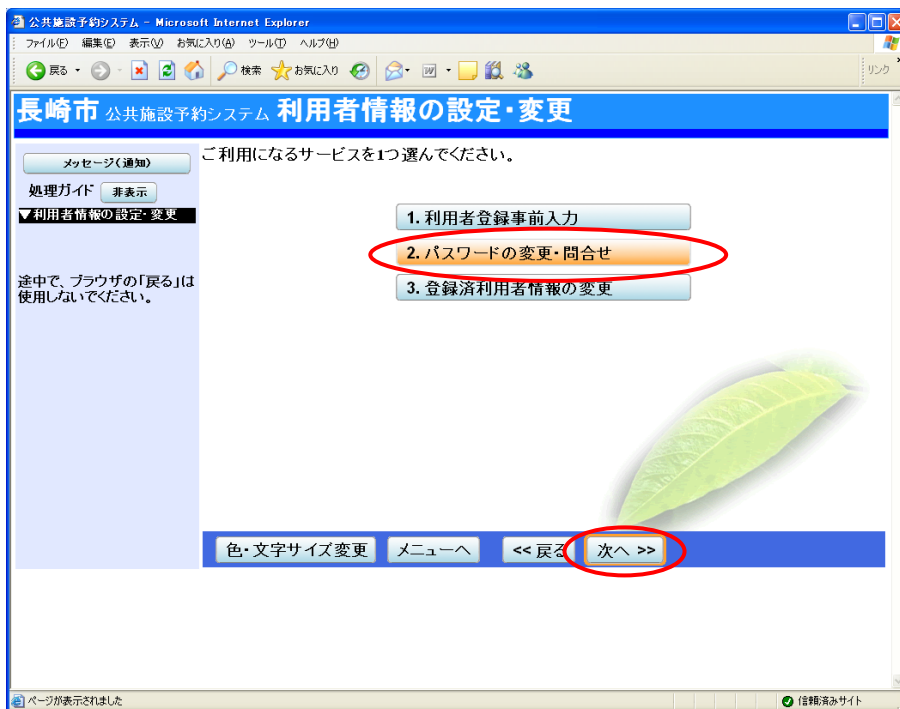 公共施設予約システム - Microsoft Internet Explorer
ファイル(F) 編集(E) 表示(V) お気に入り(A) ツール(T) ヘルプ(H)
戻る 検索 お気に入り リンク
長崎市 公共施設予約システム 利用者情報の設定・変更
メッセージ(通知)
処理ガイド 非表示
▼利用者情報の設定・変更
途中で、ブラウザの「戻る」は
使用しないでください。
ご利用になるサービスを1つ選んでください。
1. 利用者登録事前入力
2. パスワードの変更・問合せ
3. 登録済利用者情報の変更
色・文字サイズ変更 メニューへ << 戻る 次へ >>
ページが表示されました 信頼済みサイト